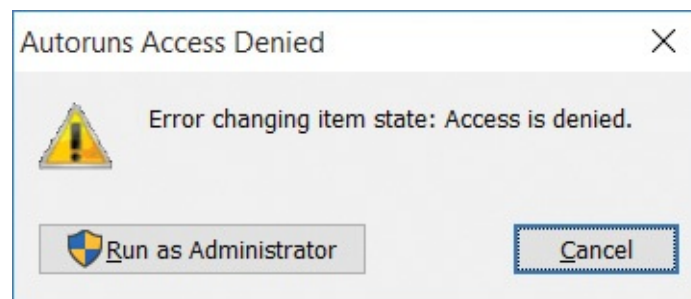 Autoruns Access Denied
Error changing item state: Access is denied.
Run as Administrator
Cancel